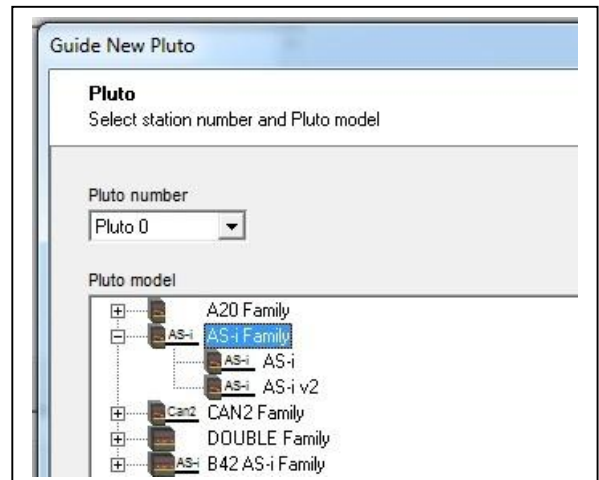 Guide New Pluto
Pluto
Select station number and Pluto model
Pluto number
Pluto 0
Pluto model
A20 Family
AS-i AS-i Family
AS-i AS-i
AS-i AS-i v2
Can2 CAN2 Family
DOUBLE Family
AS-i B42 AS-i Family